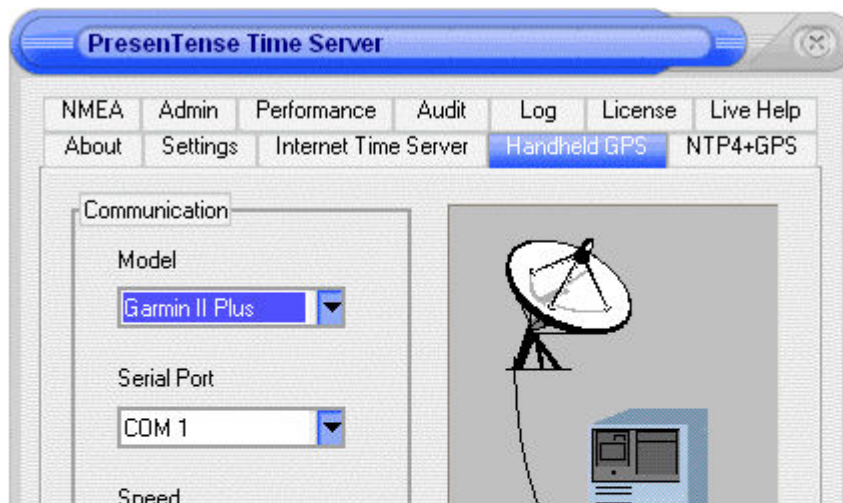 PresenTense Time Server
NMEA Admin Performance Audit Log License Live Help
About Settings Internet Time Server Handheld GPS NTP4+GPS
Communication
Model
Garmin II Plus
Serial Port
COM 1
Speed